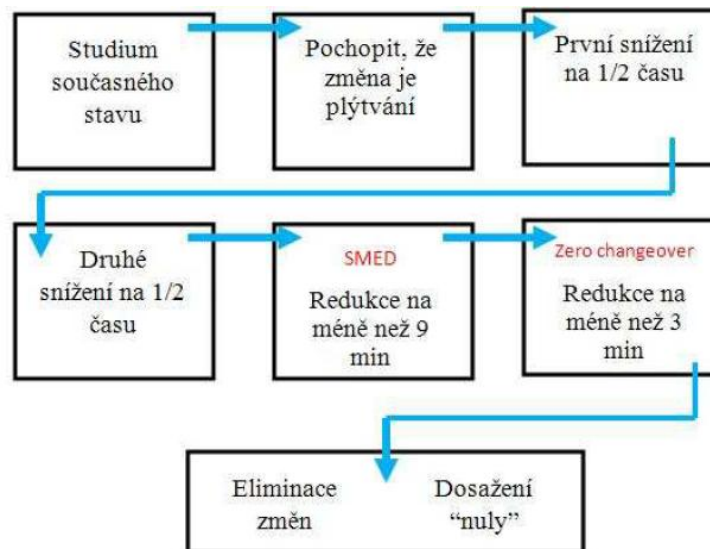 Studium
současného
stavu
Pochopit, že
změna je
plýtvání
První snížení
na 1/2 času
Druhé
snížení na 1/2
času
SMED
Redukce na
méně než 9
min
Zero changeover
Redukce na
méně než 3
min
Eliminace
změn
Dosažení
“nuly”